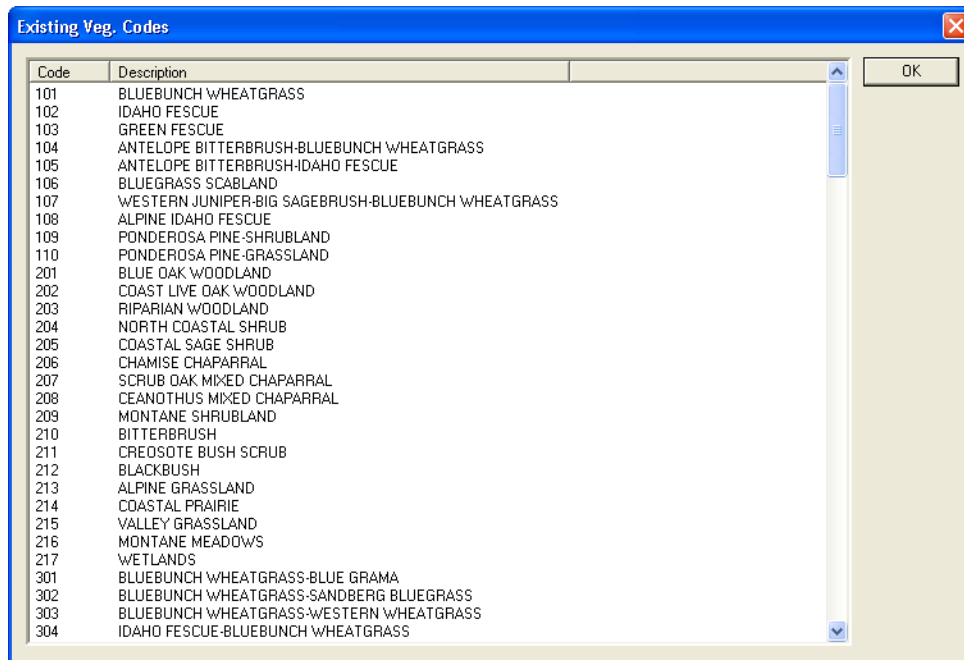 Existing Veg. Codes
Code Description
OK
101 BLUEBUNCH WHEATGRASS
102 IDAHO FESCUE
103 GREEN FESCUE
104 ANTELOPE BITTERBRUSH-BLUEBUNCH WHEATGRASS
105 ANTELOPE BITTERBRUSH-IDAHO FESCUE
106 BLUEGRASS SCABLAND
107 WESTERN JUNIPER-BIG SAGEBRUSH-BLUEBUNCH WHEATGRASS
108 ALPINE IDAHO FESCUE
109 PONDEROSA PINE-SHRUBLAND
110 PONDEROSA PINE-GRASSLAND
201 BLUE OAK WOODLAND
202 COAST LIVE OAK WOODLAND
203 RIPARIAN WOODLAND
204 NORTH COASTAL SHRUB
205 COASTAL SAGE SHRUB
206 CHAMISE CHAPARRAL
207 SCRUB OAK MIXED CHAPARRAL
208 CEANOTHUS MIXED CHAPARRAL
209 MONTANE SHRUBLAND
210 BITTERBRUSH
211 CREOSOTE BUSH SCRUB
212 BLACKBUSH
213 ALPINE GRASSLAND
214 COASTAL PRAIRIE
215 VALLEY GRASSLAND
216 MONTANE MEADOWS
217 WETLANDS
301 BLUEBUNCH WHEATGRASS-BLUE GRAMA
302 BLUEBUNCH WHEATGRASS-SANDBERG BLUEGRASS
303 BLUEBUNCH WHEATGRASS-WESTERN WHEATGRASS
304 IDAHO FESCUE-BLUEBUNCH WHEATGRASS